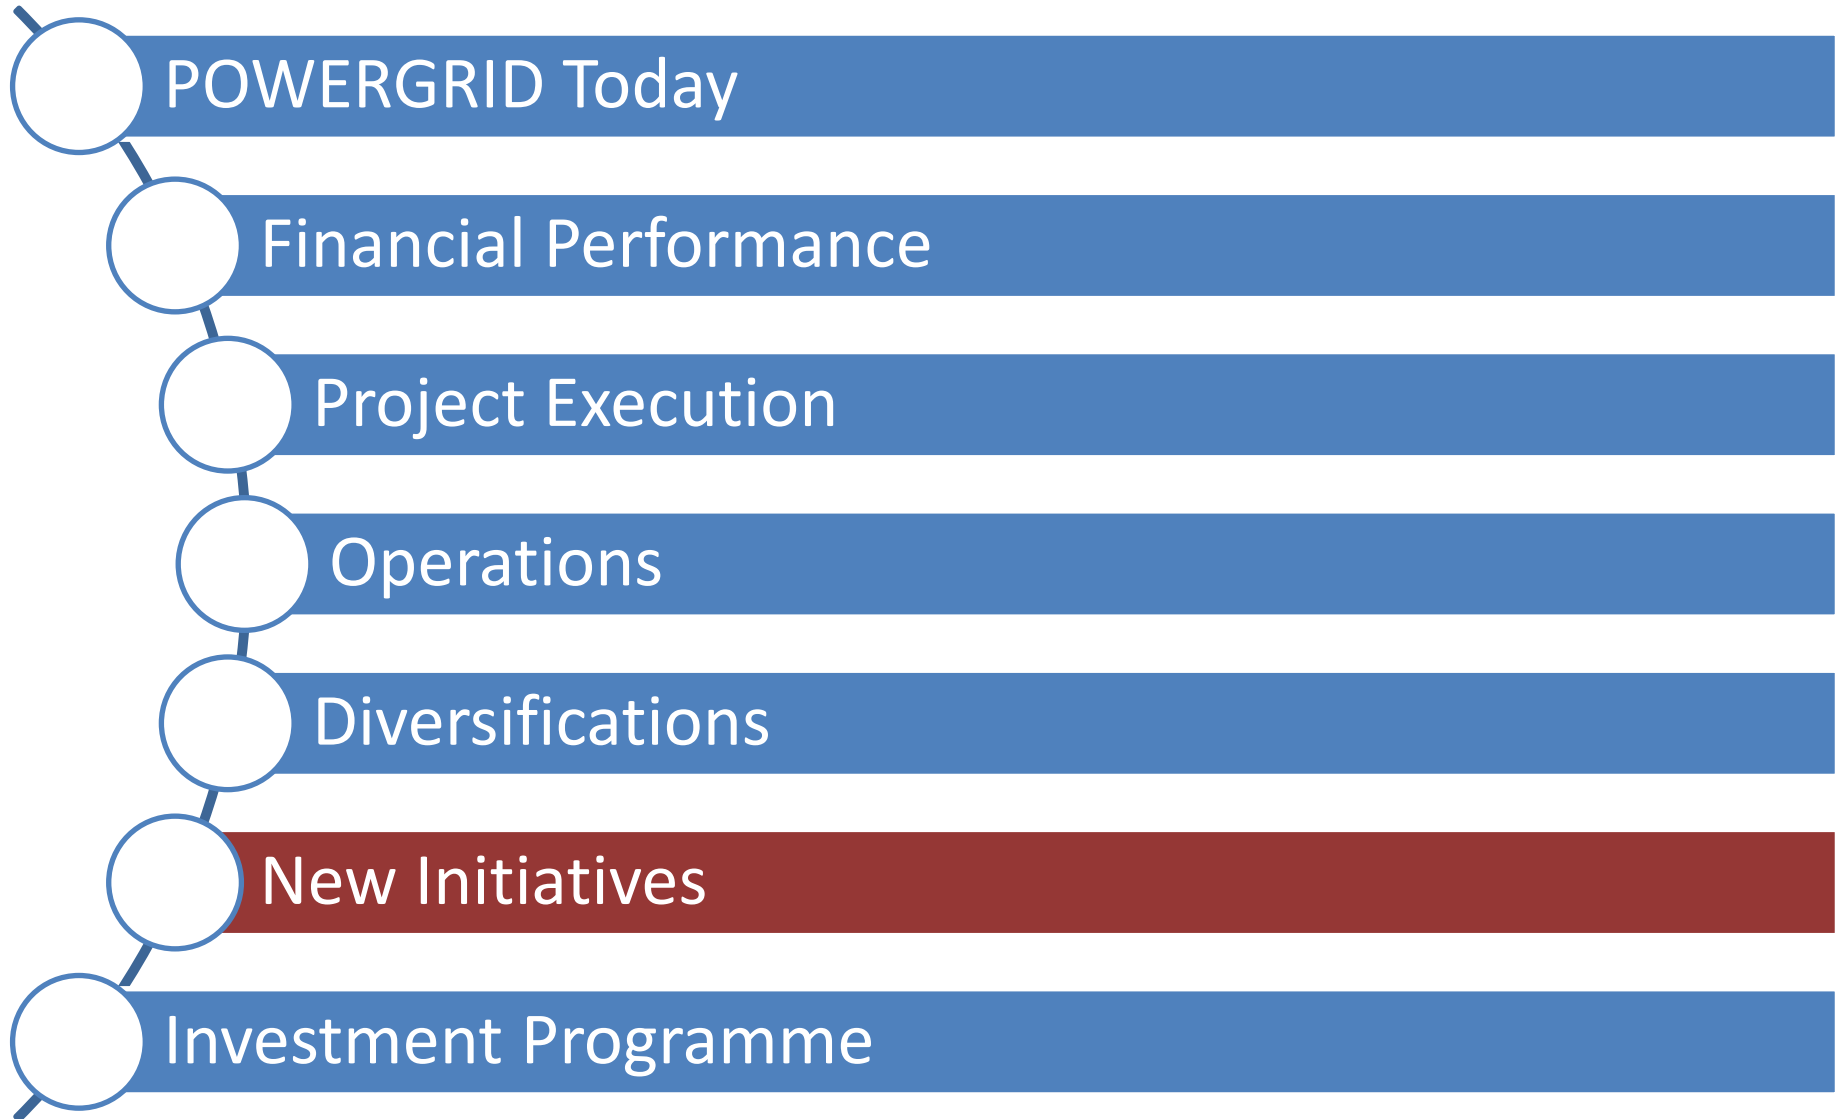 POWERGRID Today
Financial Performance
Project Execution
Operations
Diversifications
New Initiatives
Investment Programme